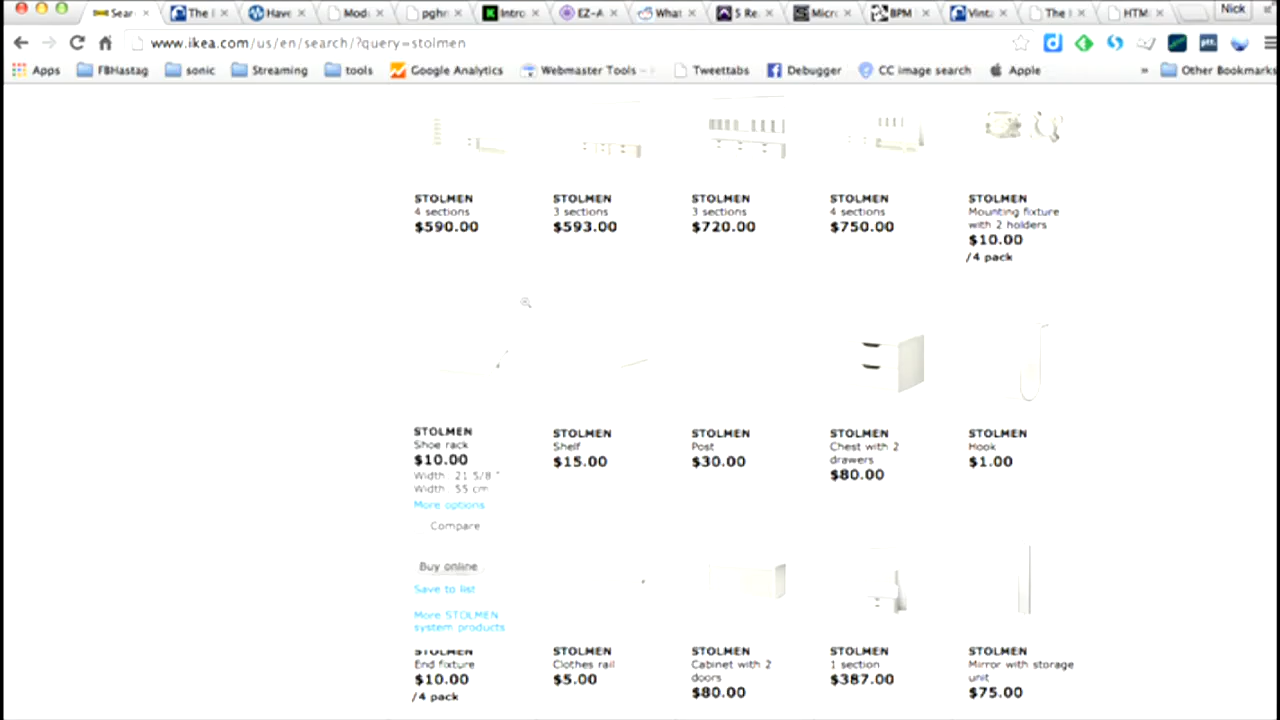 Sear
The
Have
Mod
pghr
Intro
EZ-A
What
5 Re
Micro
BPM
Vint
The
HTM
Nick
www.ikea.com/us/en/search/?query=stolmen
Apps
FBHastag
sonic
Streaming
tools
Google Analytics
Webmaster Tools -
Tweettabs
Debugger
CC image search
Apple
»
Other Bookmarks
STOLMEN
4 sections
$590.00
STOLMEN
3 sections
$593.00
STOLMEN
3 sections
$720.00
STOLMEN
4 sections
$750.00
STOLMEN
Mounting fixture
with 2 holders
$10.00
/4 pack
STOLMEN
Shoe rack
$10.00
Width: 21 5/8 "
Width: 55 cm
More options
Compare
Buy online
Save to list
More STOLMEN
system products
STOLMEN
Shelf
$15.00
STOLMEN
Post
$30.00
STOLMEN
Chest with 2
drawers
$80.00
STOLMEN
Hook
$1.00
STOLMEN
End fixture
$10.00
/4 pack
STOLMEN
Clothes rail
$5.00
STOLMEN
Cabinet with 2
doors
$80.00
STOLMEN
1 section
$387.00
STOLMEN
Mirror with storage
unit
$75.00